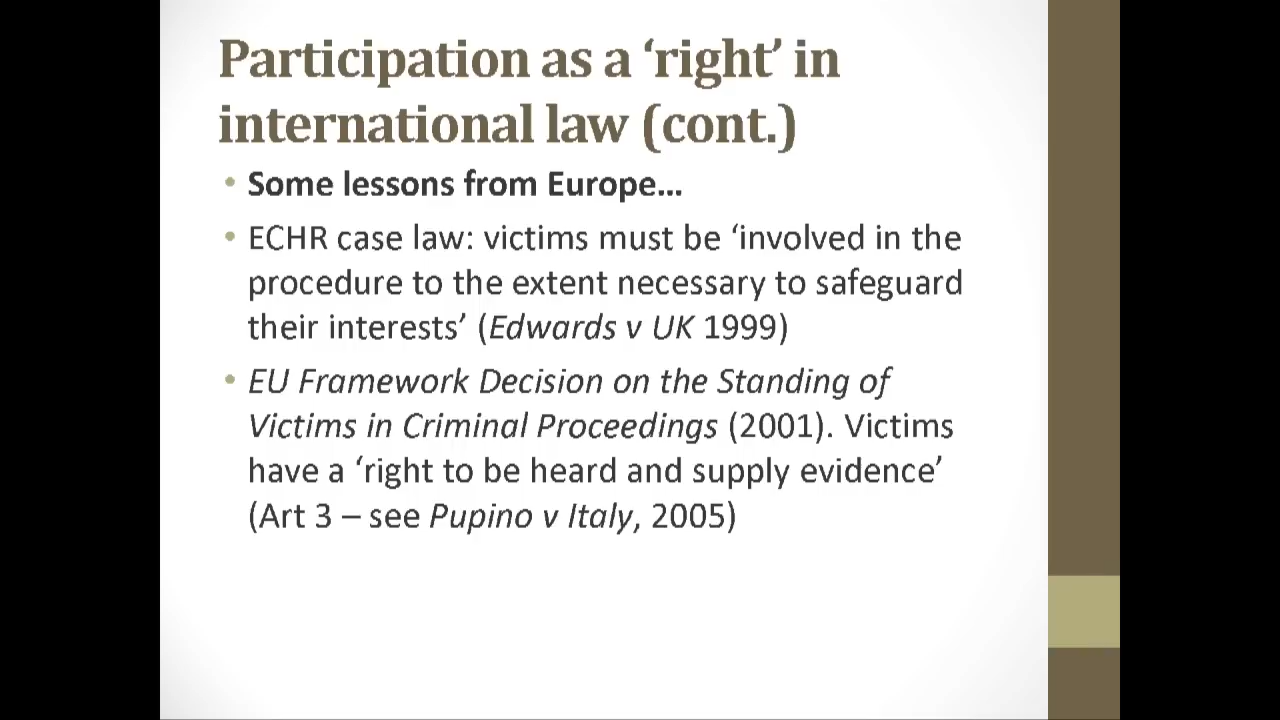 Participation as a ‘right’ in
international law (cont.)
• Some lessons from Europe…
• ECHR case law: victims must be ‘involved in the
procedure to the extent necessary to safeguard
their interests’ (Edwards v UK 1999)
• EU Framework Decision on the Standing of
Victims in Criminal Proceedings (2001). Victims
have a ‘right to be heard and supply evidence’
(Art 3 – see Pupino v Italy, 2005)